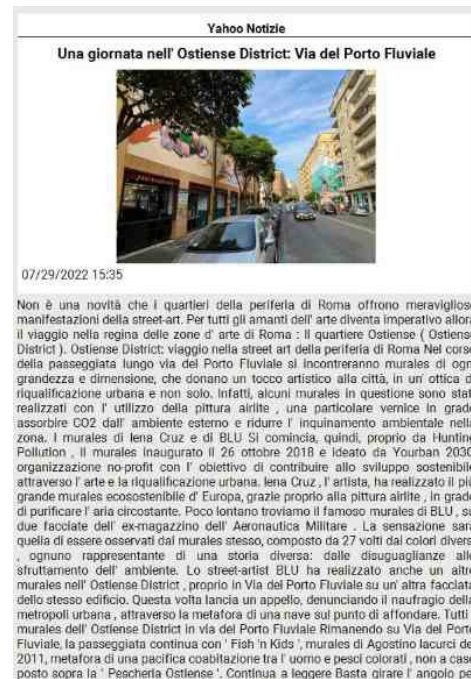 Yahoo Notizie
Una giornata nell' Ostiense District: Via del Porto Fluviale
07/29/2022 15:35
Non è una novità che i quartieri della periferia di Roma offrono meravigliose
manifestazioni della street-art. Per tutti gli amanti dell' arte diventa imperativo allora
il viaggio nella regina delle zone d' arte di Roma : Il quartiere Ostiense ( Ostiense
District ). Ostiense District: viaggio nella street art della periferia di Roma Nel corso
della passeggiata lungo via del Porto Fluviale si incontreranno murales di ogn
grandezza e dimensione, che donano un tocco artistico alla città, in un' ottica d
riqualificazione urbana e non solo. Infatti, alcuni murales in questione sono stat
realizzati con l' utilizzo della pittura airlite , una particolare vernice in grado
assorbire CO2 dall' ambiente esterno e ridurre l' inquinamento ambientale nella
zona. I murales di Iena Cruz e di BLU Si comincia, quindi, proprio da Hunting
Pollution , il murales inaugurato il 26 ottobre 2018 e ideato da Yourban 2030
organizzazione no-profit con l' obiettivo di contribuire allo sviluppo sostenibile
attraverso l' arte e la riqualificazione urbana. Iena Cruz , l' artista, ha realizzato il più
grande murales ecosostenibile d' Europa, grazie proprio alla pittura airlite , in grado
di purificare l' aria circostante. Poco lontano troviamo il famoso murales di BLU , su
due facciate dell' ex-magazzino dell' Aeronautica Militare . La sensazione sarà
quella di essere osservati dal murales stesso, composto da 27 volti dai colori divers
, ognuno rappresentante di una storia diversa: dalle disuguaglianze allo
sfruttamento dell' ambiente. Lo street-artist BLU ha realizzato anche un altro
murales nell' Ostiense District , proprio in Via del Porto Fluviale su un' altra facciata
dello stesso edificio. Questa volta lancia un appello, denunciando il naufragio della
metropoli urbana , attraverso la metafora di una nave sul punto di affondare. Tutti i
murales dell' Ostiense District in via del Porto Fluviale Rimanendo su Via del Porto
Fluviale, la passeggiata continua con ' Fish 'n Kids ', murales di Agostino Iacurci de
2011, metafora di una pacifica coabitazione tra l' uomo e pesci colorati , non a caso
posto sopra la ' Pescheria Ostiense '. Continua a leggere Basta girare l' angolo pe